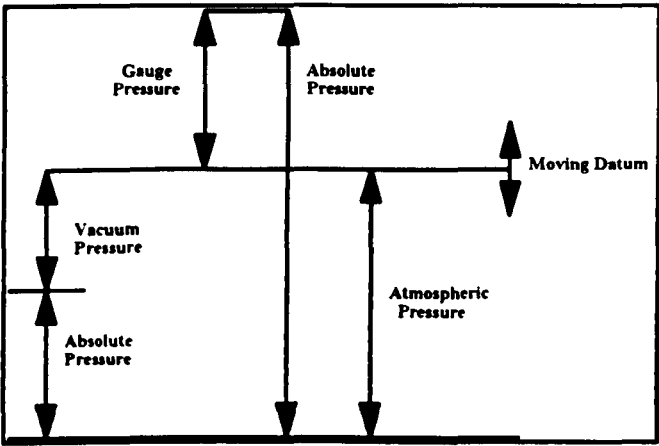 Gauge
Pressure
Absolute
Pressure
Moving Datum
Vacuum
Pressure
Atmospheric
Pressure
Absolute
Pressure